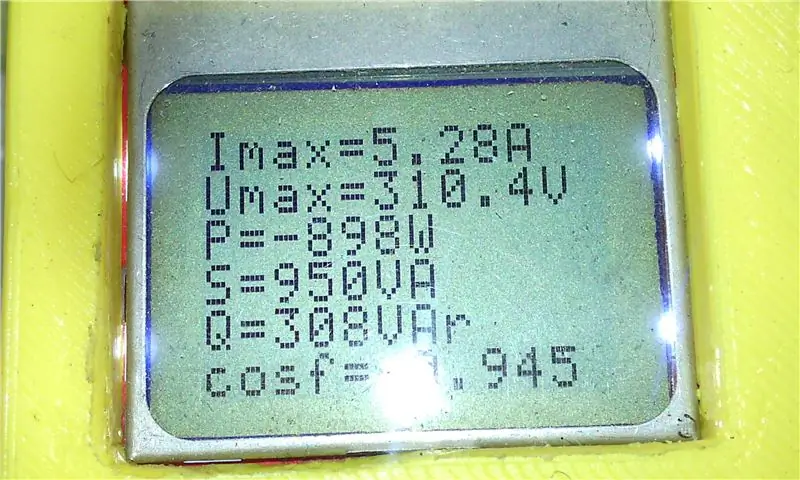 Imax=5.28A
Umax=310.4V
P=-898W
S=950VA
Q=308VAr
cosf= .945